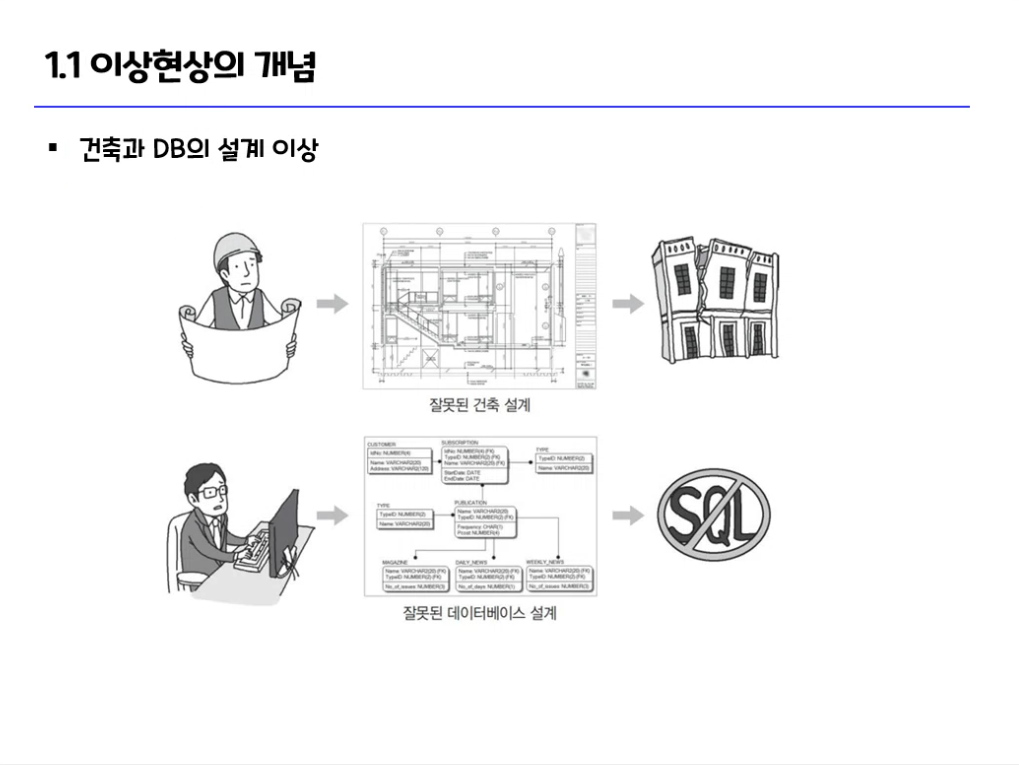 1.1 이상현상의 개념
건축과 DB의 설계 이상
잘못된 건축 설계
CUSTOMER
IdNo: NUMBER(4)
Name: VARCHAR2(20)
Address: VARCHAR2(120)
SUBSCRIPTION
IdNo: NUMBER(4) (FK)
TypeID: NUMBER(2) (FK)
Name: VARCHAR2(20) (FK)
StartDate: DATE
EndDate: DATE
TYPE
TypeID: NUMBER(2)
Name: VARCHAR2(20)
TYPE
TypeID: NUMBER(2)
Name: VARCHAR2(20)
PUBLICATION
Name: VARCHAR2(20)
TypeID: NUMBER(2) (FK)
Frequency: CHAR(1)
NUMBER(4)
MAGAZINE
Name: VARCHAR2(20) (FK)
TypeID: NUMBER(2) (FK)
No_of_issues: NUMBER(3)
DAILY_NEWS
Name: VARCHAR2(20) (FK)
TypeID: NUMBER(2) (FK)
No_of_days: NUMBER(1)
WEEKLY_NEWS
Name: VARCHAR2(20) (FK)
TypeID: NUMBER(2) (FK)
No_of_issues: NUMBER(3)
SQL
잘못된 데이터베이스 설계